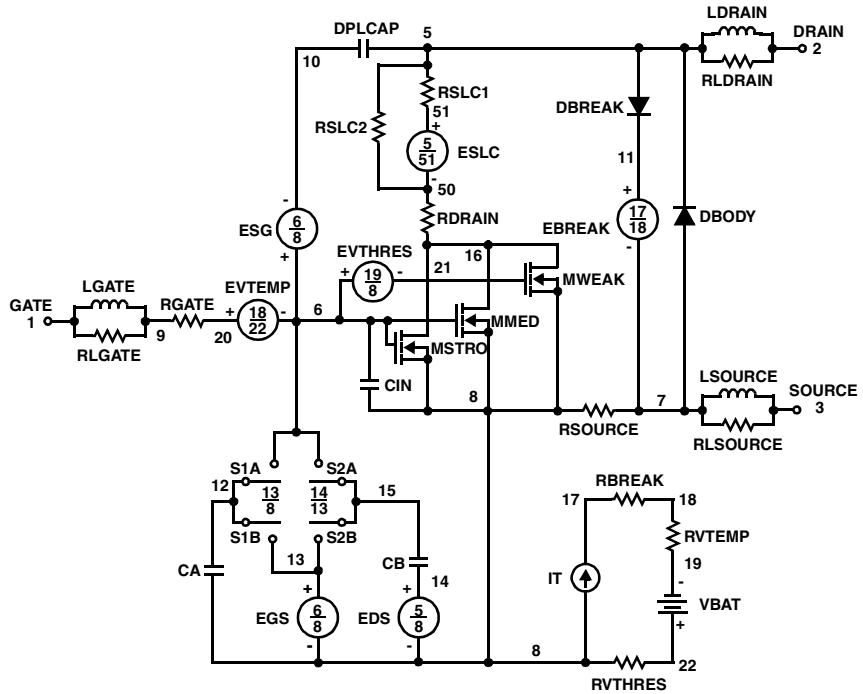 LDRAIN
DPLCAP
5
DRAIN
2
10
RLDRAIN
RSLC1
51
DBREAK
RSLC2
+
5
51
ESLC
-
11
50
-
+
6
8
ESG
+
RDRAIN
17
18
EBREAK
-
DBODY
EVTHRES
16
+
19
8
-
21
MWEAK
LGATE
EVTEMP
GATE
1
RGATE
+
18
22
-
6
MMED
9
20
MSTRO
RLGATE
CIN
LSOURCE
8
7
SOURCE
3
RSOURCE
RLSOURCE
S1A
S2A
12
13
8
14
13
15
RBREAK
17
18
S1B
S2B
RVTEMP
13
CB
19
CA
14
IT
-
+
+
VBAT
EGS
6
8
EDS
5
8
+
-
-
8
22
RVTHRES